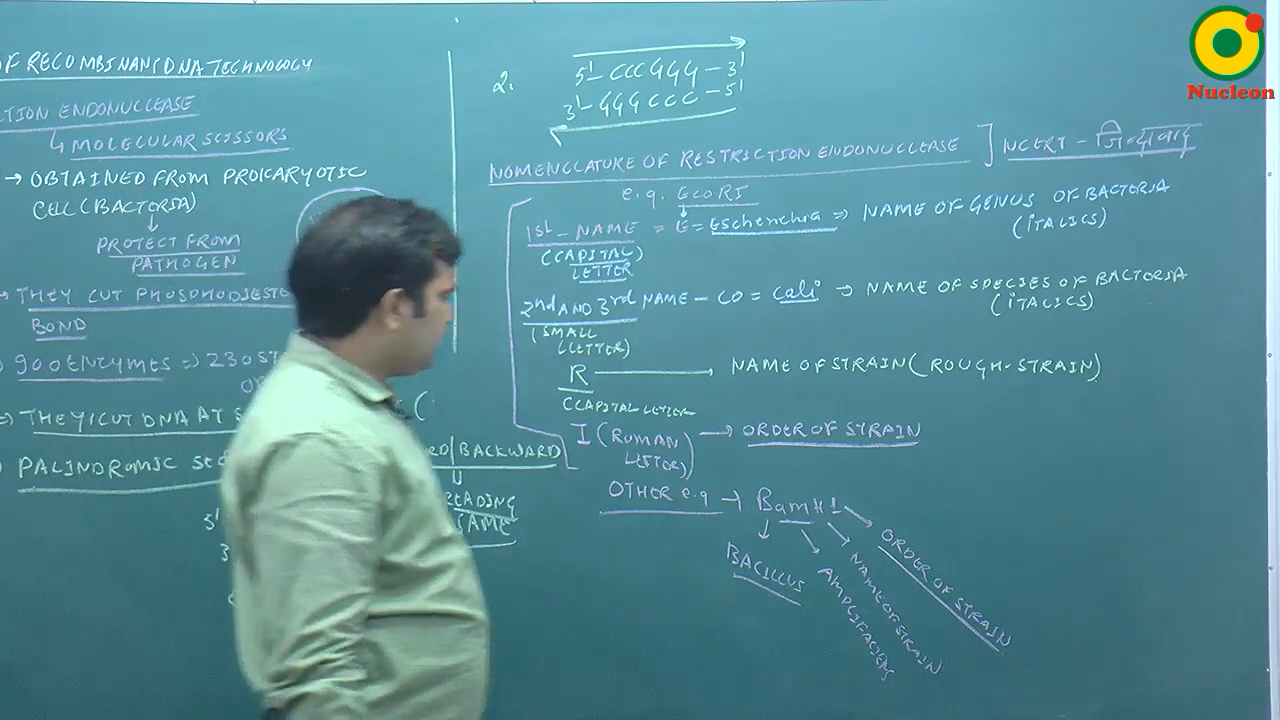 OF RECOMBINANT DNA TECHNOLOGY
TION ENDONUCLEASE
↳ MOLECULAR SCISSORS
→ OBTAINED FROM PROKARYOTIC
CELL (BACTERIA)
PROTECT FROM
PATHOGEN
→ THEY CUT PHOSPHODIESTE
BOND
900 ENZYMES ⇒ 230 ST
⇒ THEY CUT DNA AT S
PALINDROMIC SE
RD/BACKWARD
READING
SAME
5'
3'
2.
5'- CCCGGG - 3'
3'- GGGCCC - 5'
NOMENCLATURE OF RESTRICTION ENDONUCLEASE ] NCERT - जिन्दाबाद
e.g. ECORI
1st - NAME = E = Escherichia ⇒ NAME OF GENUS OF BACTERIA
(CAPITAL LETTER
(ITALICS)
2nd AND 3rd NAME - CO = coli → NAME OF SPECIES OF BACTERIA
(SMALL LETTER)
(ITALICS)
R → NAME OF STRAIN (ROUGH-STRAIN)
CCAPITAL LETTER
I (ROMAN LETTER) → ORDER OF STRAIN
OTHER e.g → BamHI
BACILLUS
NAME OF STRAIN
ORDER OF STRAIN
Nucleon